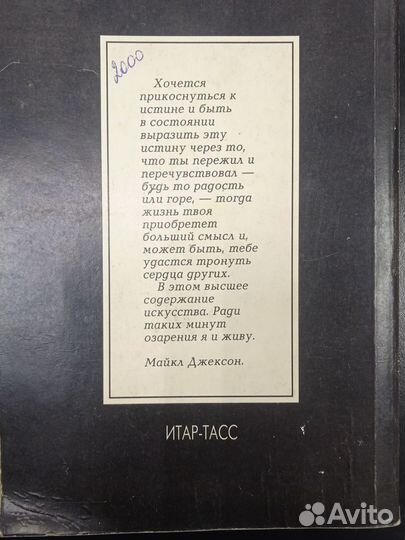 2000
Хочется
прикоснуться к
истине и быть
в состоянии
выразить эту
истину через то,
что ты пережил и
перечувствовал —
будь то радость
или горе, — тогда
жизнь твоя
приобретет
больший смысл и,
может быть, тебе
удастся тронуть
сердца других.
В этом высшее
содержание
искусства. Ради
таких минут
озарения я и живу.
Майкл Джексон.
ИТАР-ТАСС
Avito